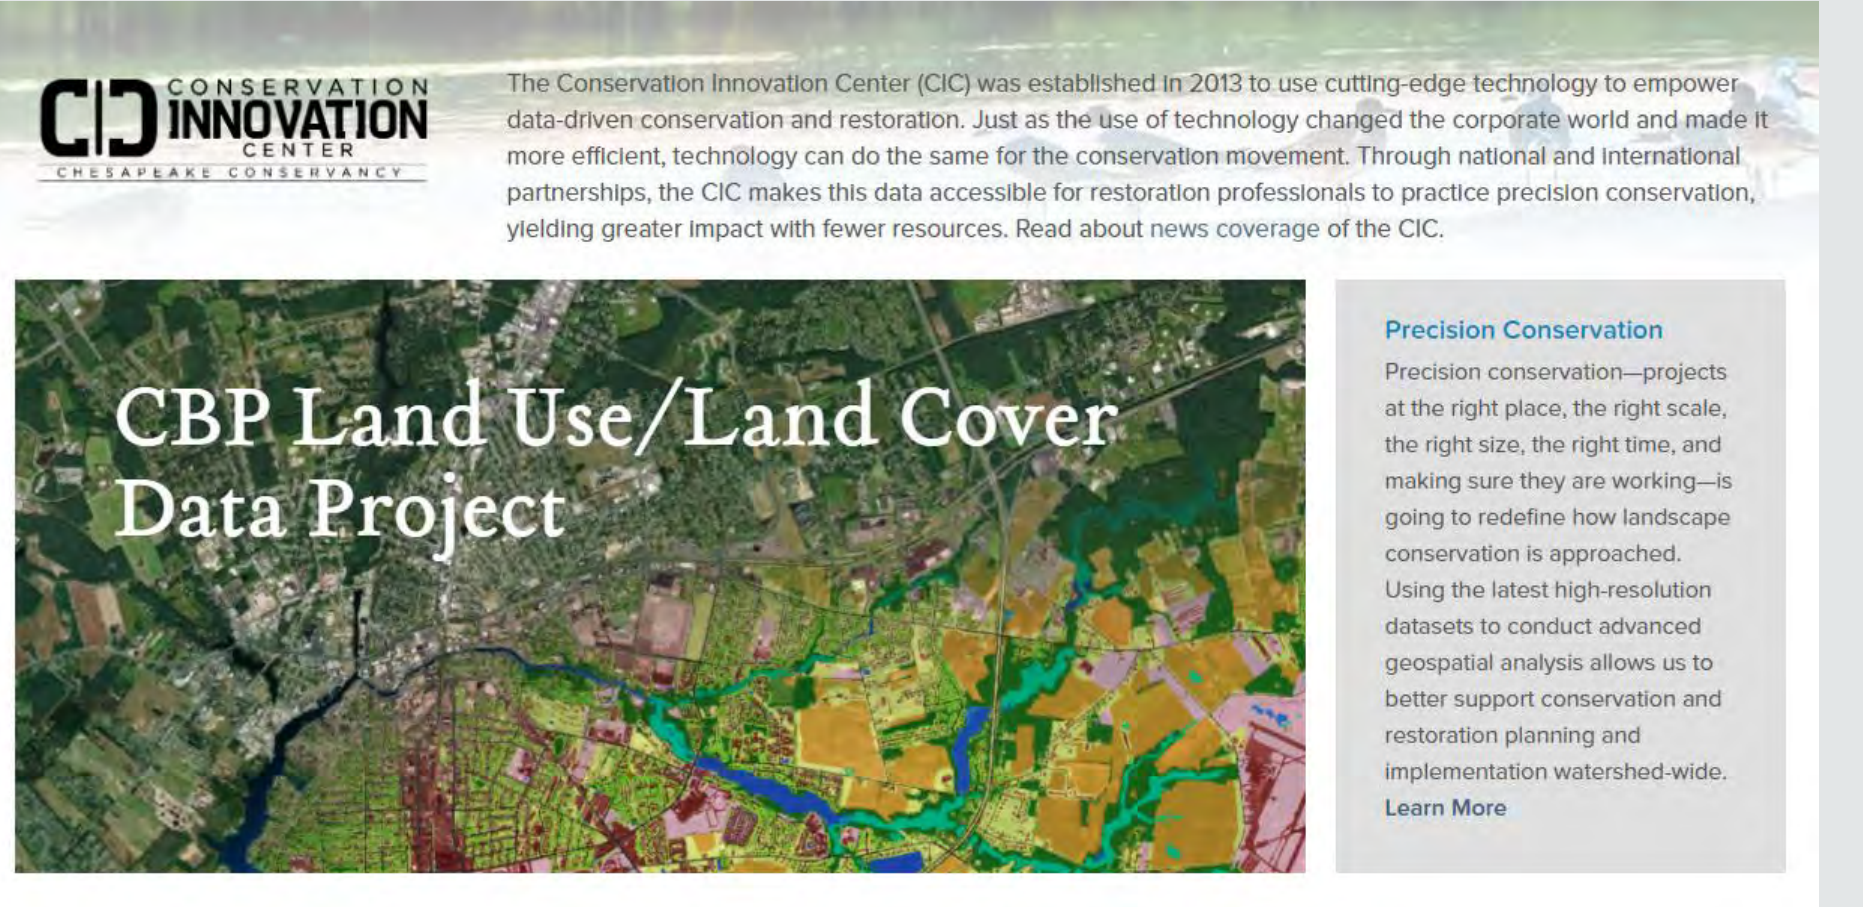 CONSERVATION
INNOVATION
CENTER
CHESAPEAKE CONSERVANCY
The Conservation Innovation Center (CIC) was established in 2013 to use cutting-edge technology to empower
data-driven conservation and restoration. Just as the use of technology changed the corporate world and made it
more efficient, technology can do the same for the conservation movement. Through national and international
partnerships, the CIC makes this data accessible for restoration professionals to practice precision conservation,
yielding greater impact with fewer resources. Read about news coverage of the CIC.
CBP Land Use/Land Cover
Data Project
Precision Conservation
Precision conservation—projects
at the right place, the right scale,
the right size, the right time, and
making sure they are working—is
going to redefine how landscape
conservation is approached.
Using the latest high-resolution
datasets to conduct advanced
geospatial analysis allows us to
better support conservation and
restoration planning and
implementation watershed-wide.
Learn More